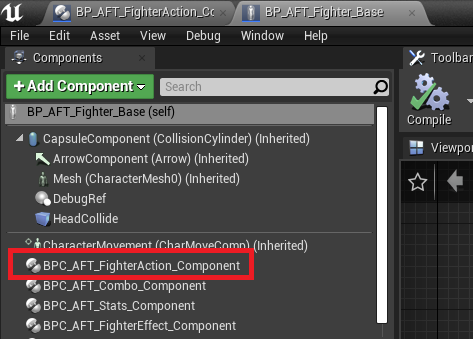 BP_AFT_FighterAction_Co
BP_AFT_Fighter_Base
File Edit Asset View Debug Window Help
Components
Toolbar
+ Add Component
Search
Compile
BP_AFT_Fighter_Base (self)
CapsuleComponent (CollisionCylinder) (Inherited)
Viewpor
ArrowComponent (Arrow) (Inherited)
Mesh (CharacterMesh0) (Inherited)
DebugRef
HeadCollide
CharacterMovement (CharMoveComp) (Inherited)
BPC_AFT_FighterAction_Component
BPC_AFT_Combo_Component
BPC_AFT_Stats_Component
BPC_AFT_FighterEffect_Component